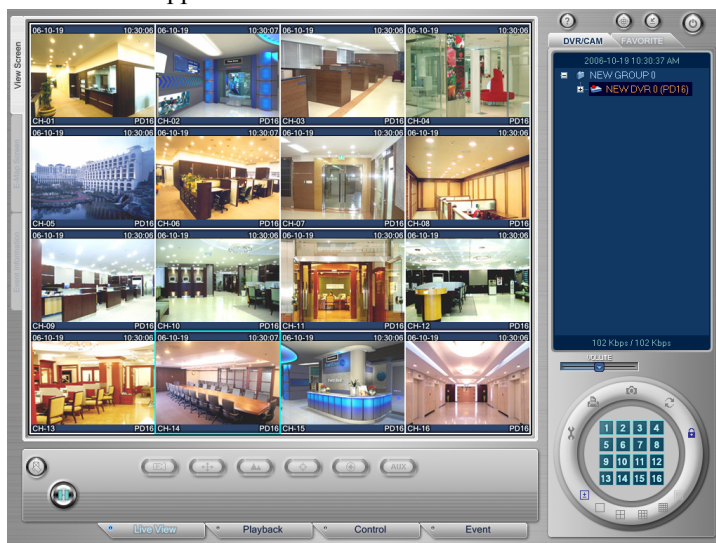 View Screen
06-10-19 10:30:06
06-10-19 10:30:07
06-10-19 10:30:06
06-10-19 10:30:06
CH-01 PD16
CH-02 PD16
CH-03 PD16
CH-04 PD16
06-10-19 10:30:06
06-10-19 10:30:07
06-10-19 10:30:06
06-10-19 10:30:06
CH-05 PD16
CH-06 PD16
CH-07 PD16
CH-08 PD16
06-10-19 10:30:06
06-10-19 10:30:06
06-10-19 10:30:06
06-10-19 10:30:06
CH-09 PD16
CH-10 PD16
CH-11 PD16
CH-12 PD16
06-10-19 10:30:06
06-10-19 10:30:07
06-10-19 10:30:06
06-10-19 10:30:06
CH-13 PD16
CH-14 PD16
CH-15 PD16
CH-16 PD16
AUX
Live View
Playback
Control
Event
?
DVR/CAM FAVORITE
2006-10-19 10:30:37 AM
NEW GROUP 0
NEW DVR 0 (PD16)
102 Kbps / 102 Kbps
1 2 3 4
5 6 7 8
9 10 11 12
13 14 15 16